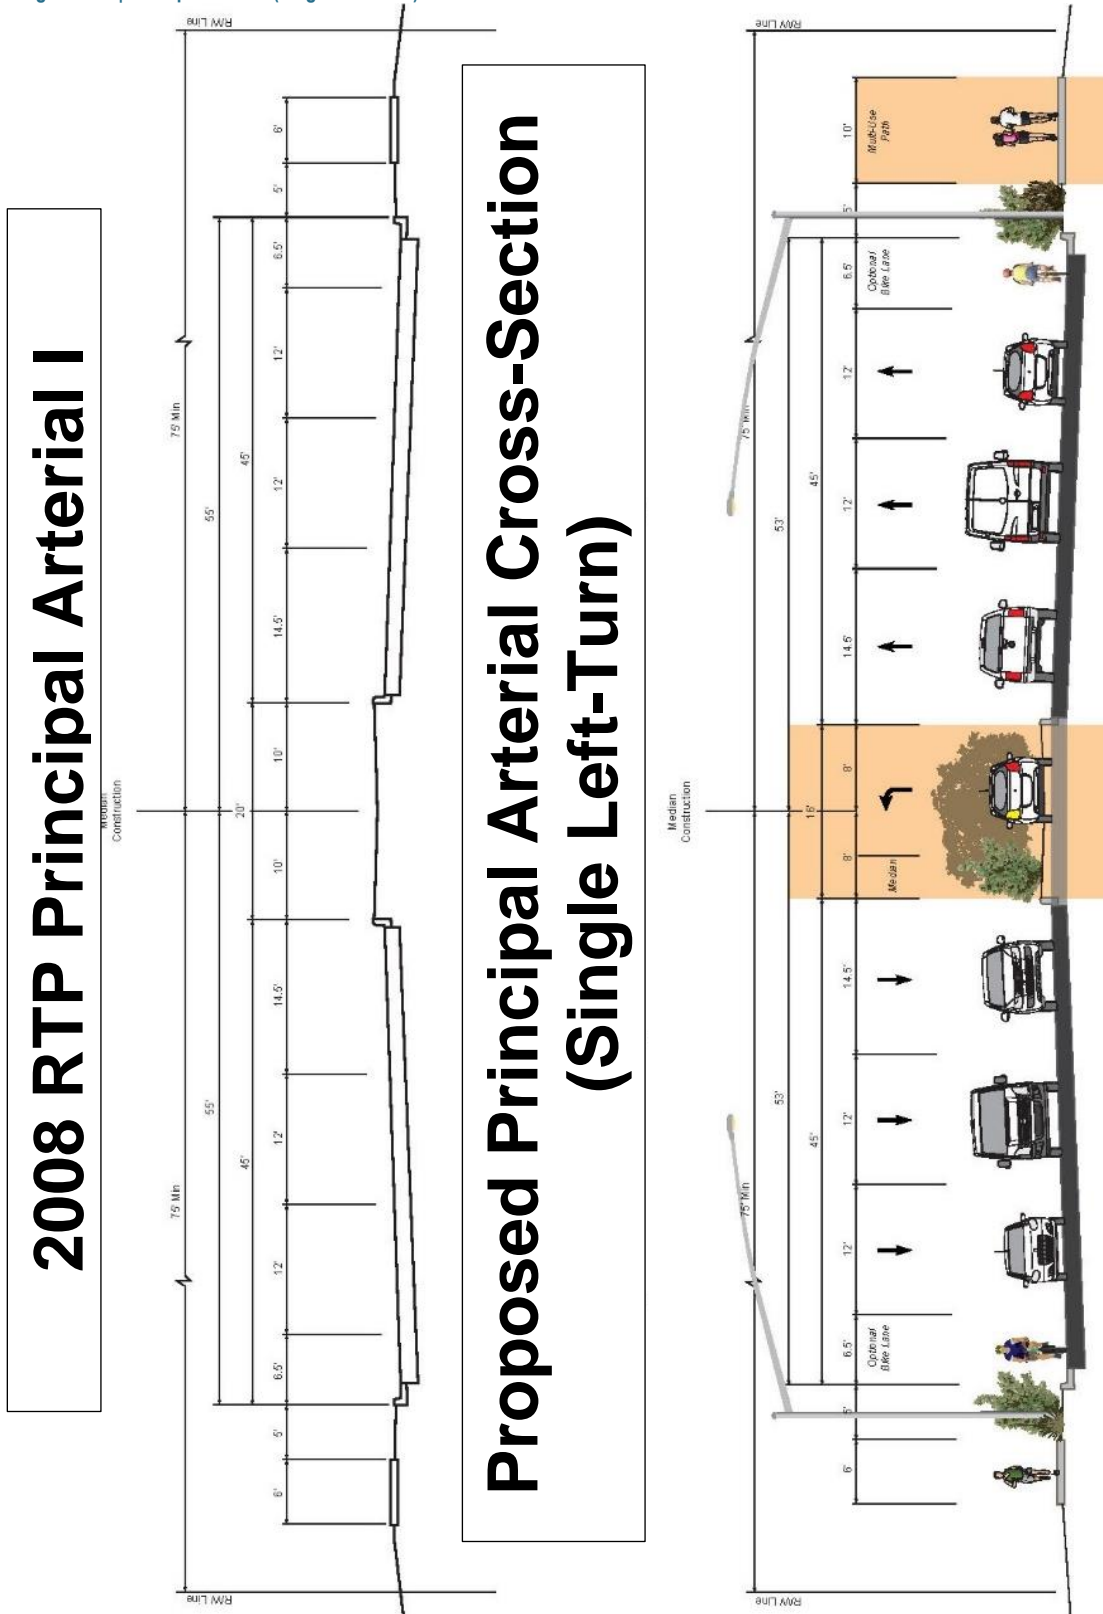 2008 RTP Principal Arterial I
Median
Construction
R/W Line 75' Min 75' Min R/W Line
55' 55'
45' 20' 45'
6' 5' 6.5' 12' 12' 14.5' 10' 10' 14.5' 12' 12' 6.5' 5' 6'
Proposed Principal Arterial Cross-Section
(Single Left-Turn)
Median
Construction
R/W Line 75' Min 75' Min R/W Line
53' 53'
45' 16' 45'
6' 5' 6.5' 12' 12' 14.5' 8' 8' 14.5' 12' 12' 6.5' 5' 10'
Optional
Bike Lane
Median
Optional
Bike Lane
Multi-Use
Path